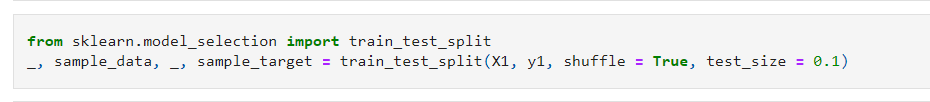 from sklearn.model_selection import train_test_split
_, sample_data, _, sample_target = train_test_split(X1, y1, shuffle = True, test_size = 0.1)